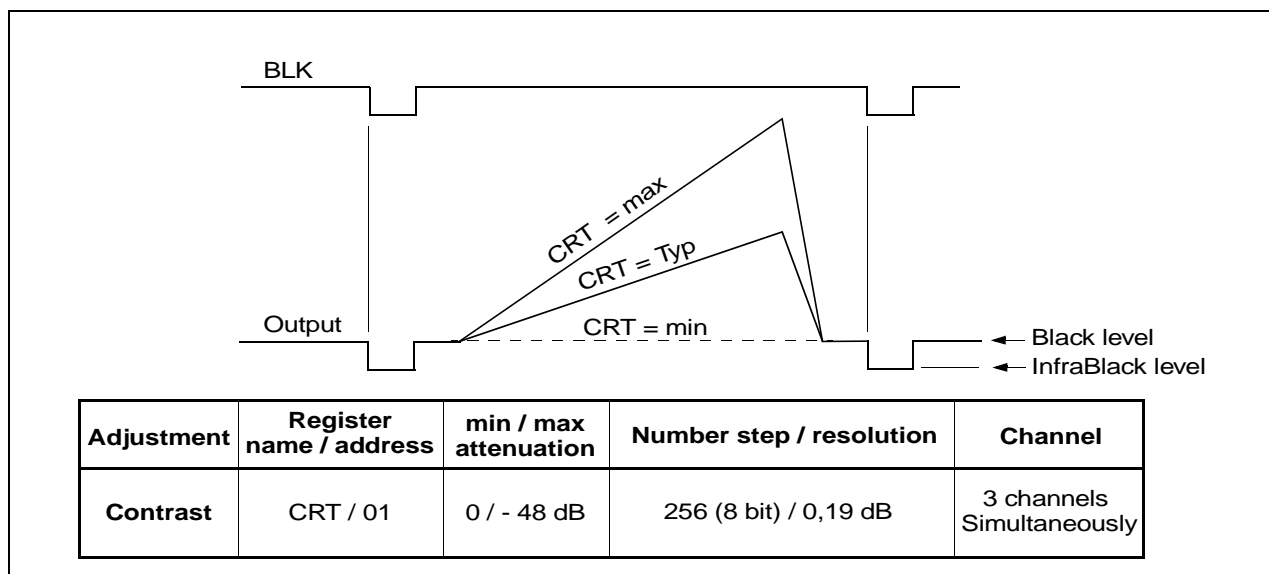 BLK
CRT = max
CRT = Typ
Output
CRT = min
Black level
InfraBlack level
Adjustment
Register
name / address
min / max
attenuation
Number step / resolution
Channel
Contrast
CRT / 01
0 / - 48 dB
256 (8 bit) / 0,19 dB
3 channels
Simultaneously